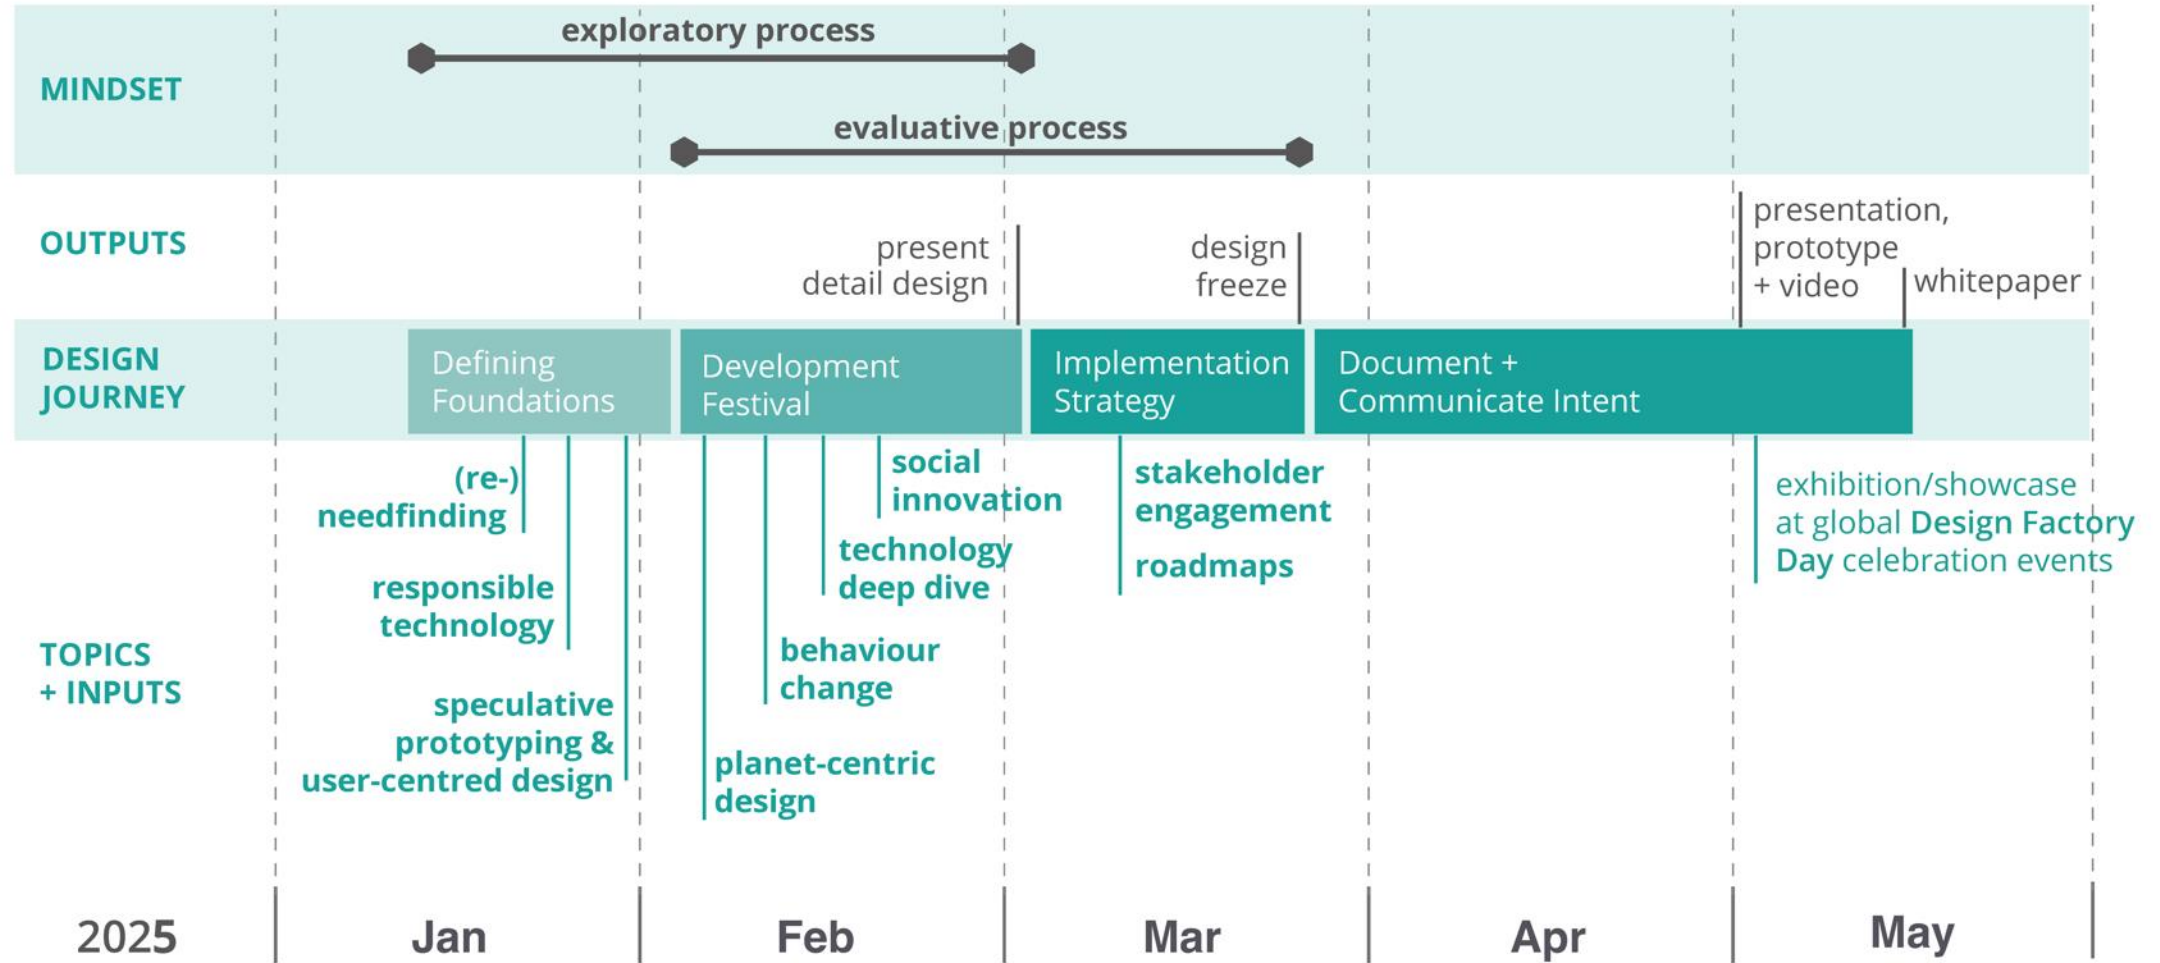 exploratory process
MINDSET
evaluative process
OUTPUTS
present
detail design
design
freeze
presentation,
prototype
+ video
whitepaper
DESIGN
JOURNEY
Defining
Foundations
Development
Festival
Implementation
Strategy
Document +
Communicate Intent
TOPICS
+ INPUTS
(re-)
needfinding
responsible
technology
speculative
prototyping &
user-centred design
social
innovation
technology
deep dive
behaviour
change
planet-centric
design
stakeholder
engagement
roadmaps
exhibition/showcase
at global Design Factory
Day celebration events
2025
Jan
Feb
Mar
Apr
May